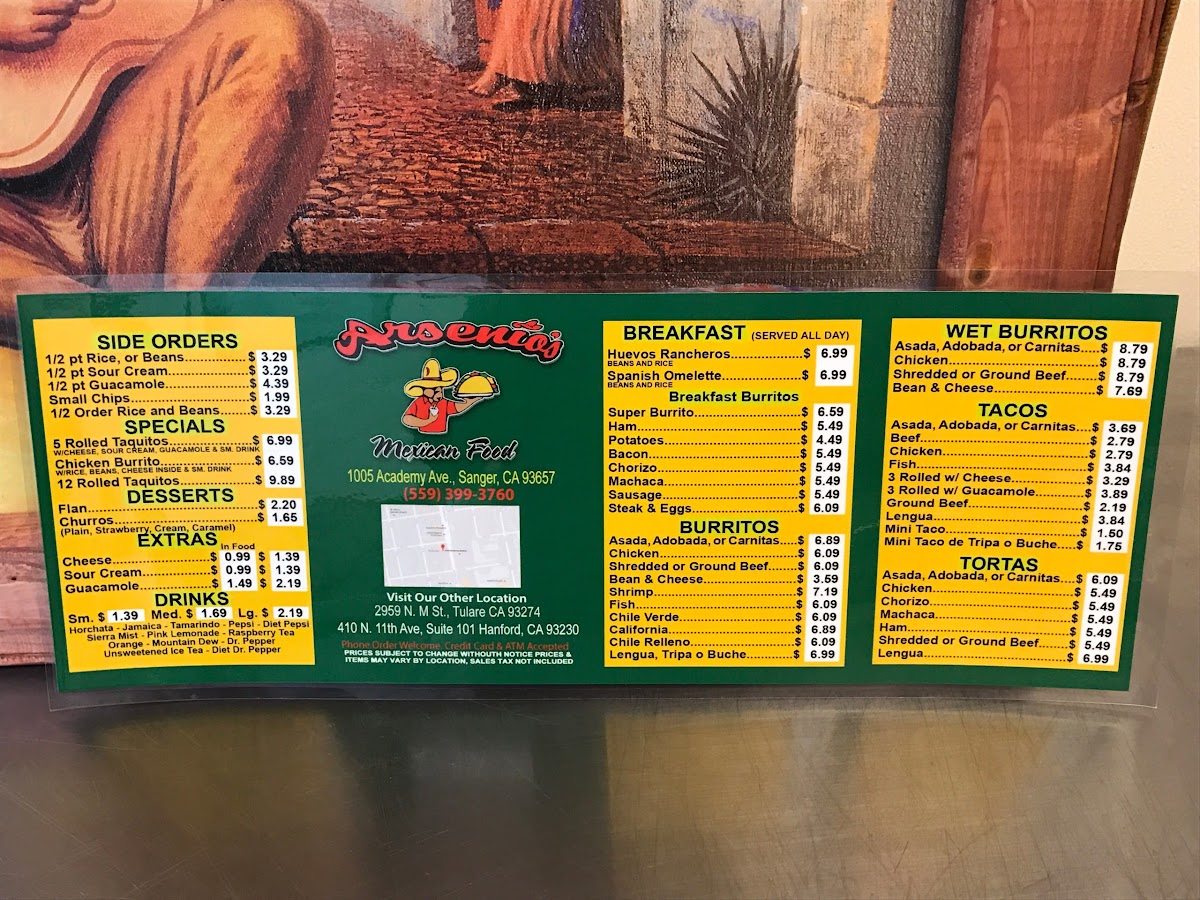 SIDE ORDERS
1/2 pt Rice, or Beans...............$ 3.29
1/2 pt Sour Cream...................$ 3.29
1/2 pt Guacamole...................$ 4.39
Small Chips..............................$ 1.99
1/2 Order Rice and Beans......$ 3.29
SPECIALS
5 Rolled Taquitos....................$ 6.99
W/CHEESE, SOUR CREAM, GUACAMOLE & SM. DRINK
Chicken Burrito.......................$ 6.59
W/RICE, BEANS, CHEESE INSIDE & SM. DRINK
12 Rolled Taquitos..................$ 9.89
DESSERTS
Flan...........................................$ 2.20
Churros.....................................$ 1.65
(Plain, Strawberry, Cream, Caramel)
EXTRAS
In Food
Cheese.........................$ 0.99 $ 1.39
Sour Cream..................$ 0.99 $ 1.39
Guacamole...................$ 1.49 $ 2.19
DRINKS
Sm. $ 1.39 Med. $ 1.69 Lg. $ 2.19
Horchata - Jamaica - Tamarindo - Pepsi - Diet Pepsi
Sierra Mist - Pink Lemonade - Raspberry Tea
Orange - Mountain Dew - Dr. Pepper
Unsweetened Ice Tea - Diet Dr. Pepper
Arsenio's
Mexican Food
1005 Academy Ave., Sanger, CA 93657
(559) 399-3760
Visit Our Other Location
2959 N. M St., Tulare CA 93274
410 N. 11th Ave, Suite 101 Hanford, CA 93230
Phone Order Welcome. Credit Card & ATM Accepted
PRICES SUBJECT TO CHANGE WITHOUT NOTICE PRICES &
ITEMS MAY VARY BY LOCATION, SALES TAX NOT INCLUDED
BREAKFAST (SERVED ALL DAY)
Huevos Rancheros...................$ 6.99
BEANS AND RICE
Spanish Omelette.....................$ 6.99
BEANS AND RICE
Breakfast Burritos
Super Burrito............................$ 6.59
Ham...........................................$ 5.49
Potatoes....................................$ 4.49
Bacon........................................$ 5.49
Chorizo......................................$ 5.49
Machaca....................................$ 5.49
Sausage....................................$ 5.49
Steak & Eggs............................$ 6.09
BURRITOS
Asada, Adobada, or Carnitas.....$ 6.89
Chicken.....................................$ 6.09
Shredded or Ground Beef........$ 6.09
Bean & Cheese.........................$ 3.59
Shrimp.......................................$ 7.19
Fish............................................$ 6.09
Chile Verde................................$ 6.09
California...................................$ 6.89
Chile Relleno.............................$ 6.09
Lengua, Tripa o Buche.............$ 6.99
WET BURRITOS
Asada, Adobada, or Carnitas.....$ 8.79
Chicken.....................................$ 8.79
Shredded or Ground Beef........$ 8.79
Bean & Cheese.........................$ 7.69
TACOS
Asada, Adobada, or Carnitas....$ 3.69
Beef...........................................$ 2.79
Chicken.....................................$ 2.79
Fish............................................$ 3.84
3 Rolled w/ Cheese...................$ 3.29
3 Rolled w/ Guacamole............$ 3.89
Ground Beef..............................$ 2.19
Lengua.......................................$ 3.84
Mini Taco...................................$ 1.50
Mini Taco de Tripa o Buche.....$ 1.75
TORTAS
Asada, Adobada, or Carnitas....$ 6.09
Chicken.....................................$ 5.49
Chorizo......................................$ 5.49
Machaca....................................$ 5.49
Ham...........................................$ 5.49
Shredded or Ground Beef........$ 5.49
Lengua.......................................$ 6.99